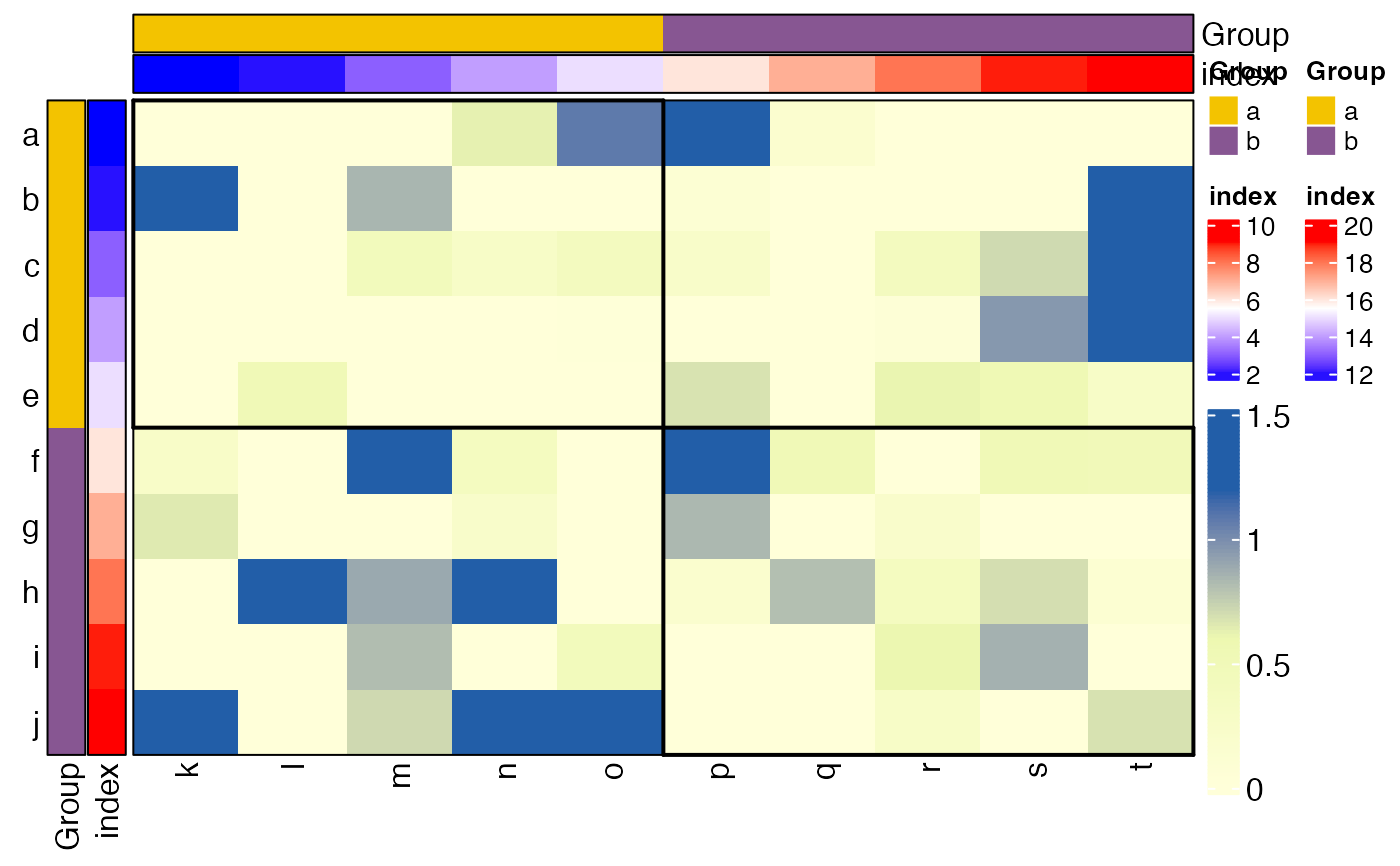 Group
index
Group Group
a a
b b
index index
10 20
8 18
6 16
4 14
2 12
1.5
1
0.5
0
a
b
c
d
e
f
g
h
i
j
Group index
k l m n o p q r s t